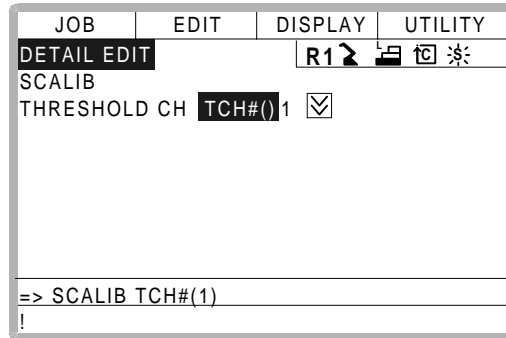 JOB EDIT DISPLAY UTILITY
DETAIL EDIT R1 C S
SCALIB
THRESHOLD CH TCH#() 1
=> SCALIB TCH#(1)
!